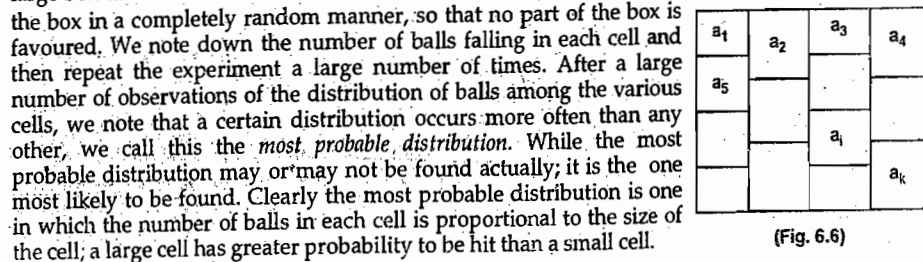 the box in a completely random manner, so that no part of the box is
favoured. We note down the number of balls falling in each cell and
then repeat the experiment a large number of times. After a large
number of observations of the distribution of balls among the various
cells, we note that a certain distribution occurs more often than any
other, we call this the most probable distribution. While the most
probable distribution may or may not be found actually; it is the one
most likely to be found. Clearly the most probable distribution is one
in which the number of balls in each cell is proportional to the size of
the cell; a large cell has greater probability to be hit than a small cell.
a1
a2
a3
a4
a5
ai
ak
(Fig. 6.6)